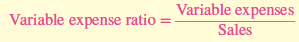 Variable expense ratio = Variable expenses / Sales